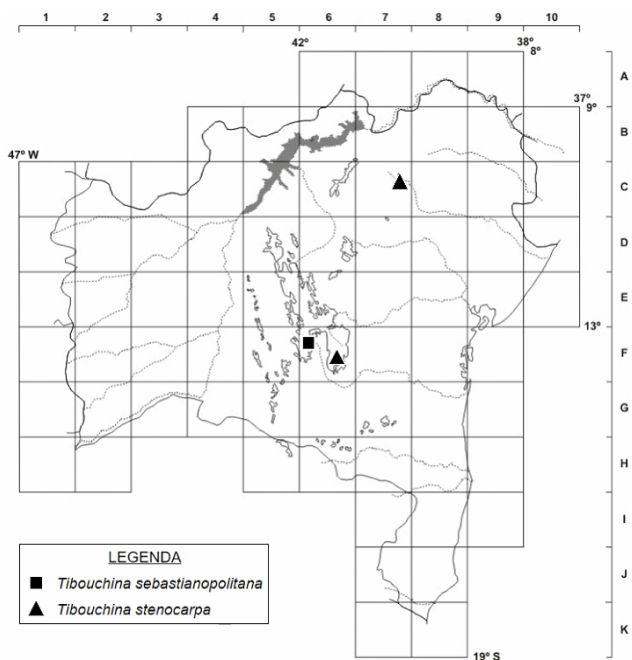 1 2 3 4 5 6 7 8 9 10
42° 38°
8°
A
37°
9°
B
47° W
C
D
E
13°
F
G
H
I
LEGENDA
Tibouchina sebastianopolitana
J
Tibouchina stenocarpa
K
19° S